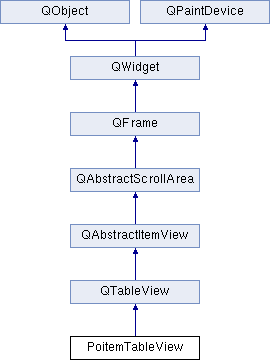 QObject
QPaintDevice
QWidget
QFrame
QAbstractScrollArea
QAbstractItemView
QTableView
PoitemTableView